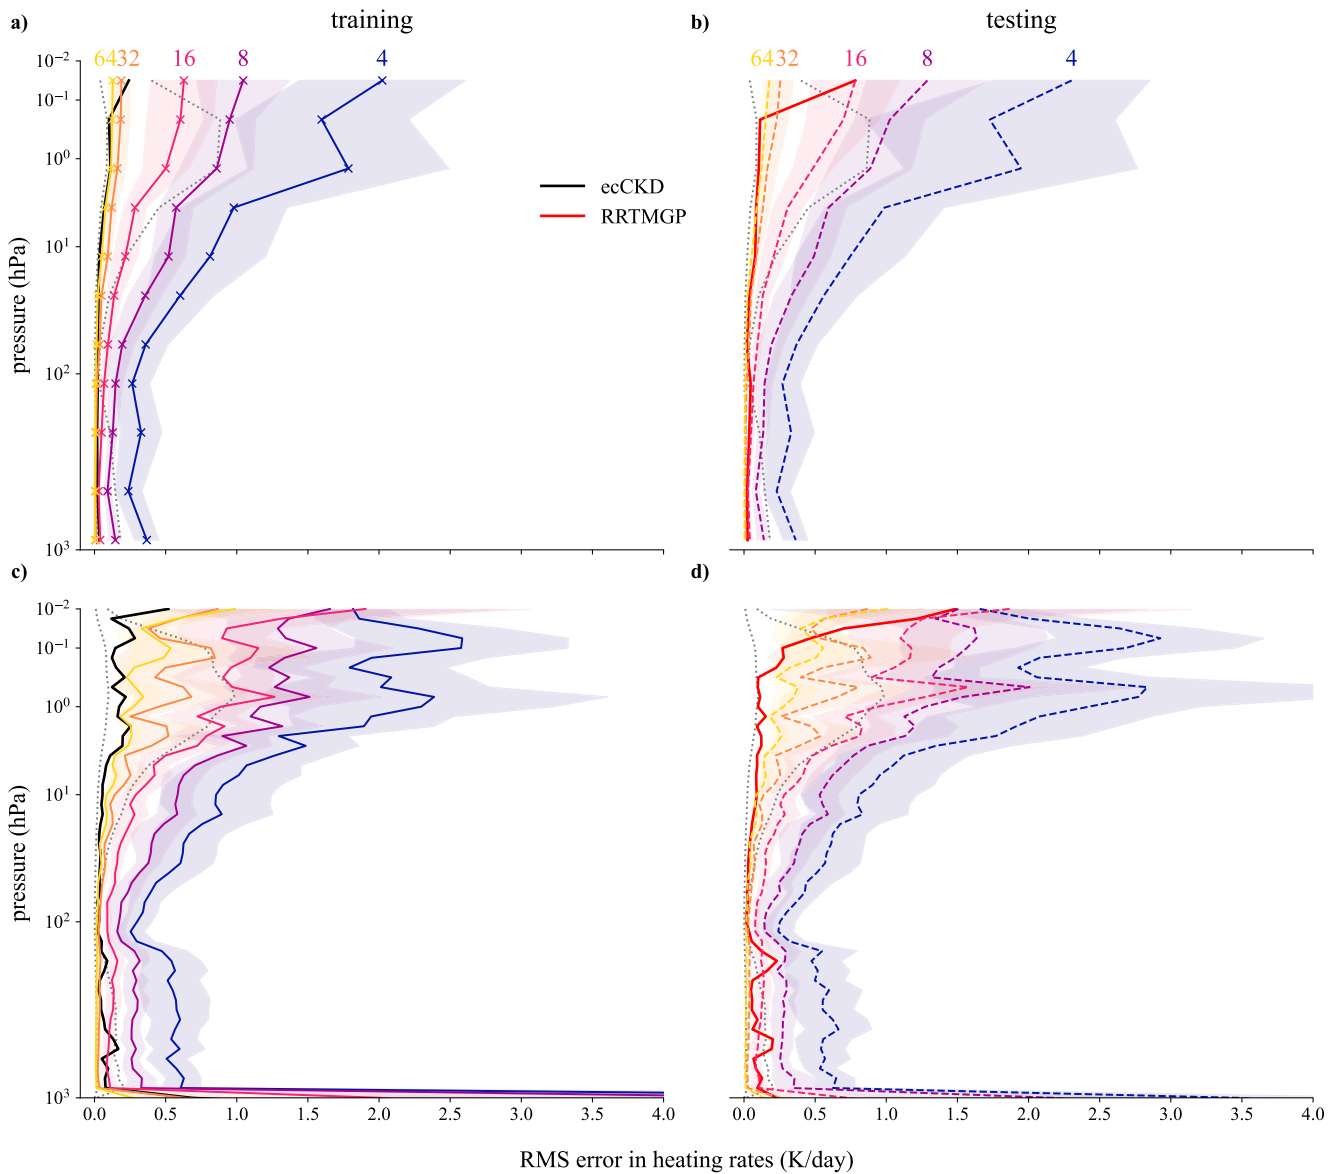 a) training
64 32 16 8 4
10⁻²
10⁻¹
10⁰
10¹
10²
10³
pressure (hPa)
ecCKD
RRTMGP
b) testing
64 32 16 8 4
c)
10⁻²
10⁻¹
10⁰
10¹
10²
10³
pressure (hPa)
0.0 0.5 1.0 1.5 2.0 2.5 3.0 3.5 4.0
d)
0.0 0.5 1.0 1.5 2.0 2.5 3.0 3.5 4.0
RMS error in heating rates (K/day)